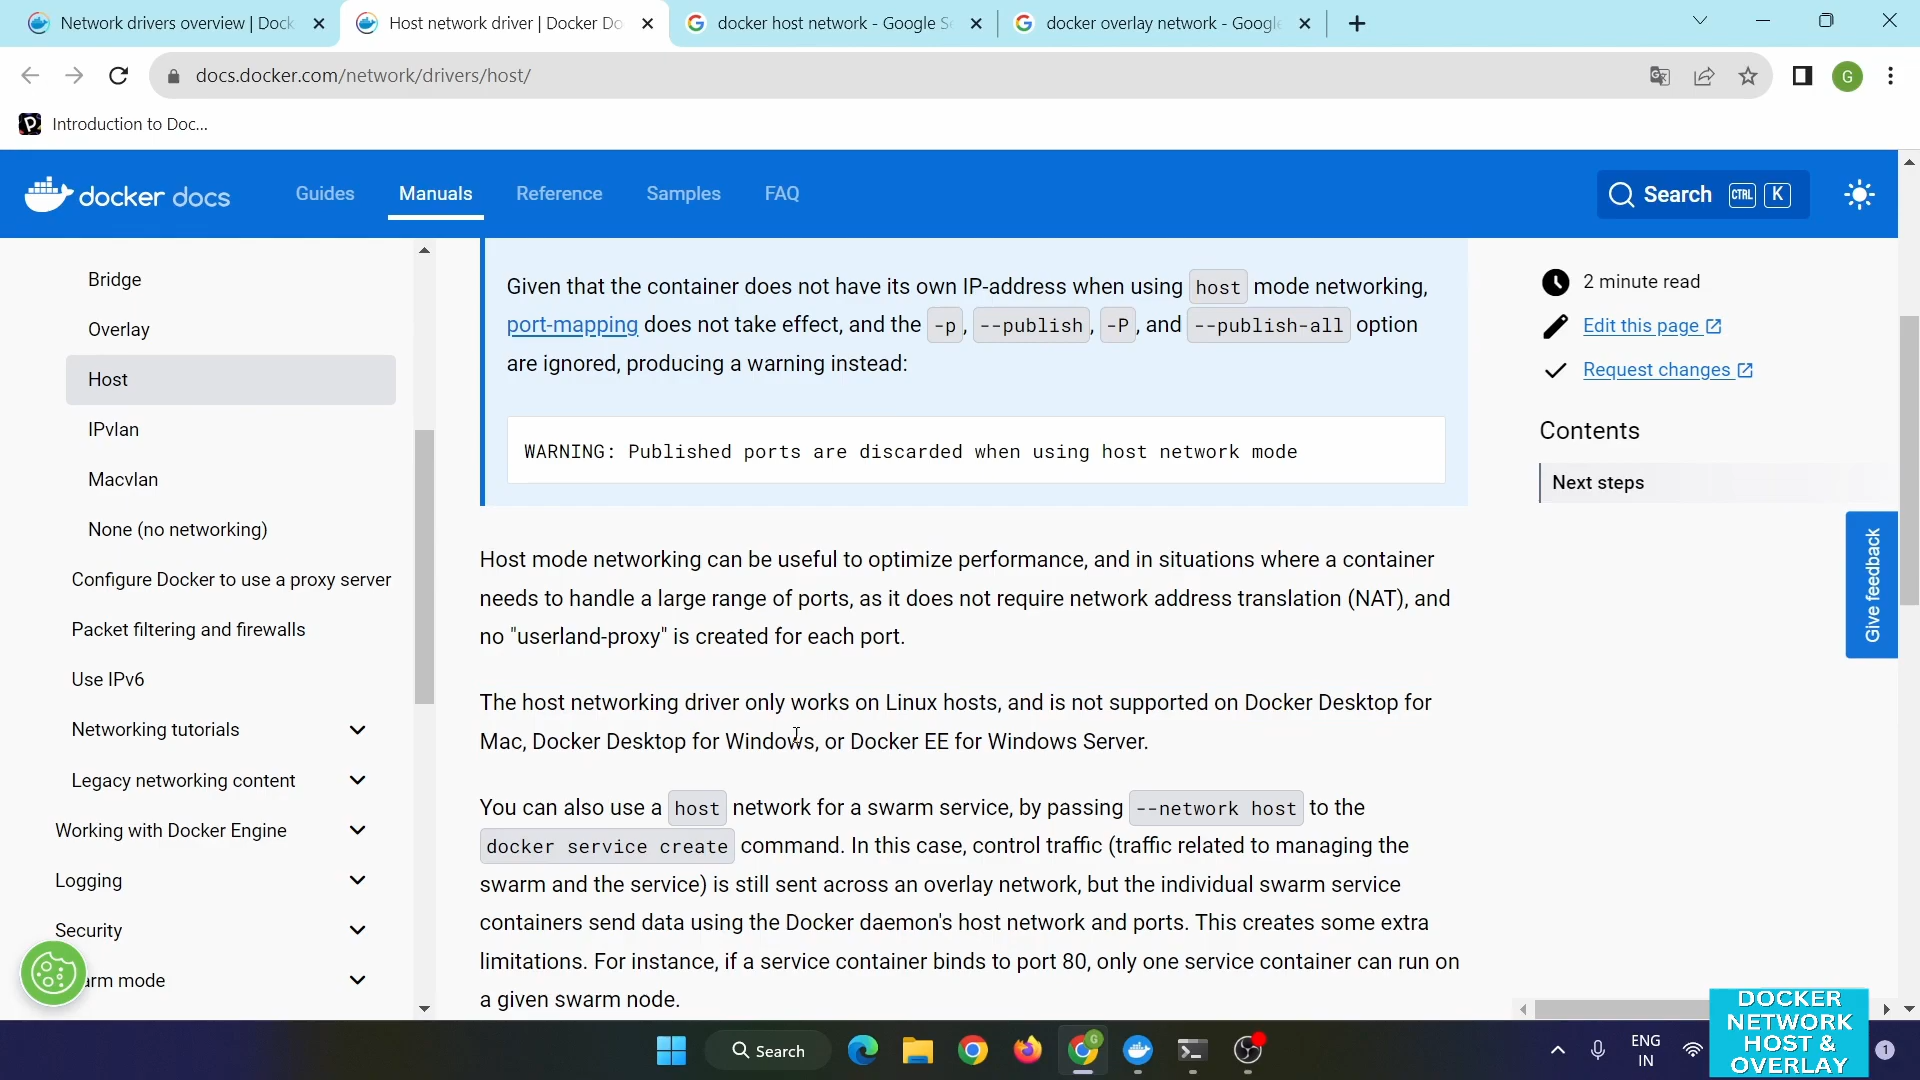 Network drivers overview | Dock
Host network driver | Docker Do
docker host network - Google S
docker overlay network - Google
docs.docker.com/network/drivers/host/
G
Introduction to Doc...
docker docs
Guides
Manuals
Reference
Samples
FAQ
Search CTRL K
Bridge
Overlay
Host
IPvlan
Macvlan
None (no networking)
Configure Docker to use a proxy server
Packet filtering and firewalls
Use IPv6
Networking tutorials
Legacy networking content
Working with Docker Engine
Logging
Security
arm mode
Given that the container does not have its own IP-address when using host mode networking,
port-mapping does not take effect, and the -p, --publish, -P, and --publish-all option
are ignored, producing a warning instead:
WARNING: Published ports are discarded when using host network mode
Host mode networking can be useful to optimize performance, and in situations where a container
needs to handle a large range of ports, as it does not require network address translation (NAT), and
no "userland-proxy" is created for each port.
The host networking driver only works on Linux hosts, and is not supported on Docker Desktop for
Mac, Docker Desktop for Windows, or Docker EE for Windows Server.
You can also use a host network for a swarm service, by passing --network host to the
docker service create command. In this case, control traffic (traffic related to managing the
swarm and the service) is still sent across an overlay network, but the individual swarm service
containers send data using the Docker daemon's host network and ports. This creates some extra
limitations. For instance, if a service container binds to port 80, only one service container can run on
a given swarm node.
2 minute read
Edit this page
Request changes
Contents
Next steps
Give feedback
Search
G
ENG
IN
DOCKER
NETWORK
HOST &
OVERLAY
1